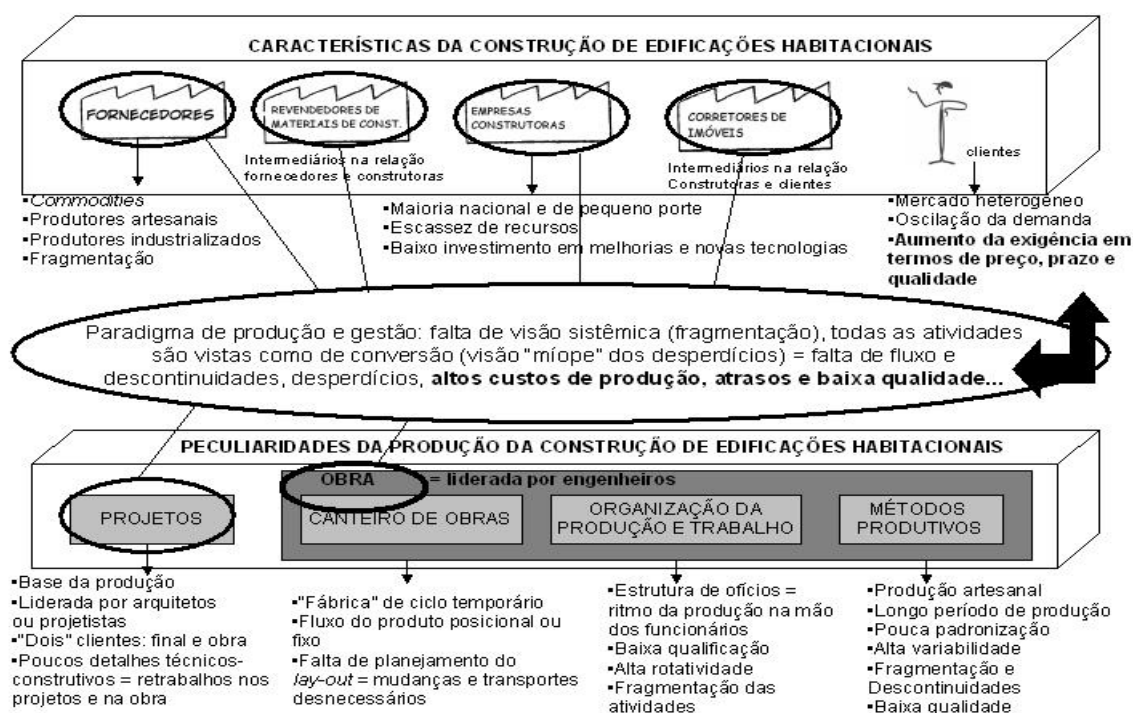 CARACTERÍSTICAS DA CONSTRUÇÃO DE EDIFICAÇÕES HABITACIONAIS
FORNECEDORES
REVENDEDORES DE
MATERIAIS DE CONST.
EMPRESAS
CONSTRUTORAS
CORRETORES DE
IMÓVEIS
clientes
Intermediários na relação
fornecedores e construtoras
Intermediários na relação
Construtoras e clientes
▪Commodities
▪Produtores artesanais
▪Produtores industrializados
▪Fragmentação
▪Maioria nacional e de pequeno porte
▪Escassez de recursos
▪Baixo investimento em melhorias e novas tecnologias
▪Mercado heterogêneo
▪Oscilação da demanda
▪Aumento da exigência em
termos de preço, prazo e
qualidade
Paradigma de produção e gestão: falta de visão sistêmica (fragmentação), todas as atividades
são vistas como de conversão (visão "míope" dos desperdícios) = falta de fluxo e
descontinuidades, desperdícios, altos custos de produção, atrasos e baixa qualidade...
PECULIARIDADES DA PRODUÇÃO DA CONSTRUÇÃO DE EDIFICAÇÕES HABITACIONAIS
OBRA = liderada por engenheiros
PROJETOS
CANTEIRO DE OBRAS
ORGANIZAÇÃO DA
PRODUÇÃO E TRABALHO
MÉTODOS
PRODUTIVOS
▪Base da produção
▪Liderada por arquitetos
ou projetistas
▪"Dois" clientes: final e obra
▪Poucos detalhes técnicos-
construtivos = retrabalhos nos
projetos e na obra
▪"Fábrica" de ciclo temporário
▪Fluxo do produto posicional ou
fixo
▪Falta de planejamento do
lay-out = mudanças e transportes
desnecessários
▪Estrutura de ofícios =
ritmo da produção na mão
dos funcionários
▪Baixa qualificação
▪Alta rotatividade
▪Fragmentação das
atividades
▪Produção artesanal
▪Longo período de produção
▪Pouca padronização
▪Alta variabilidade
▪Fragmentação e
Descontinuidades
▪Baixa qualidade